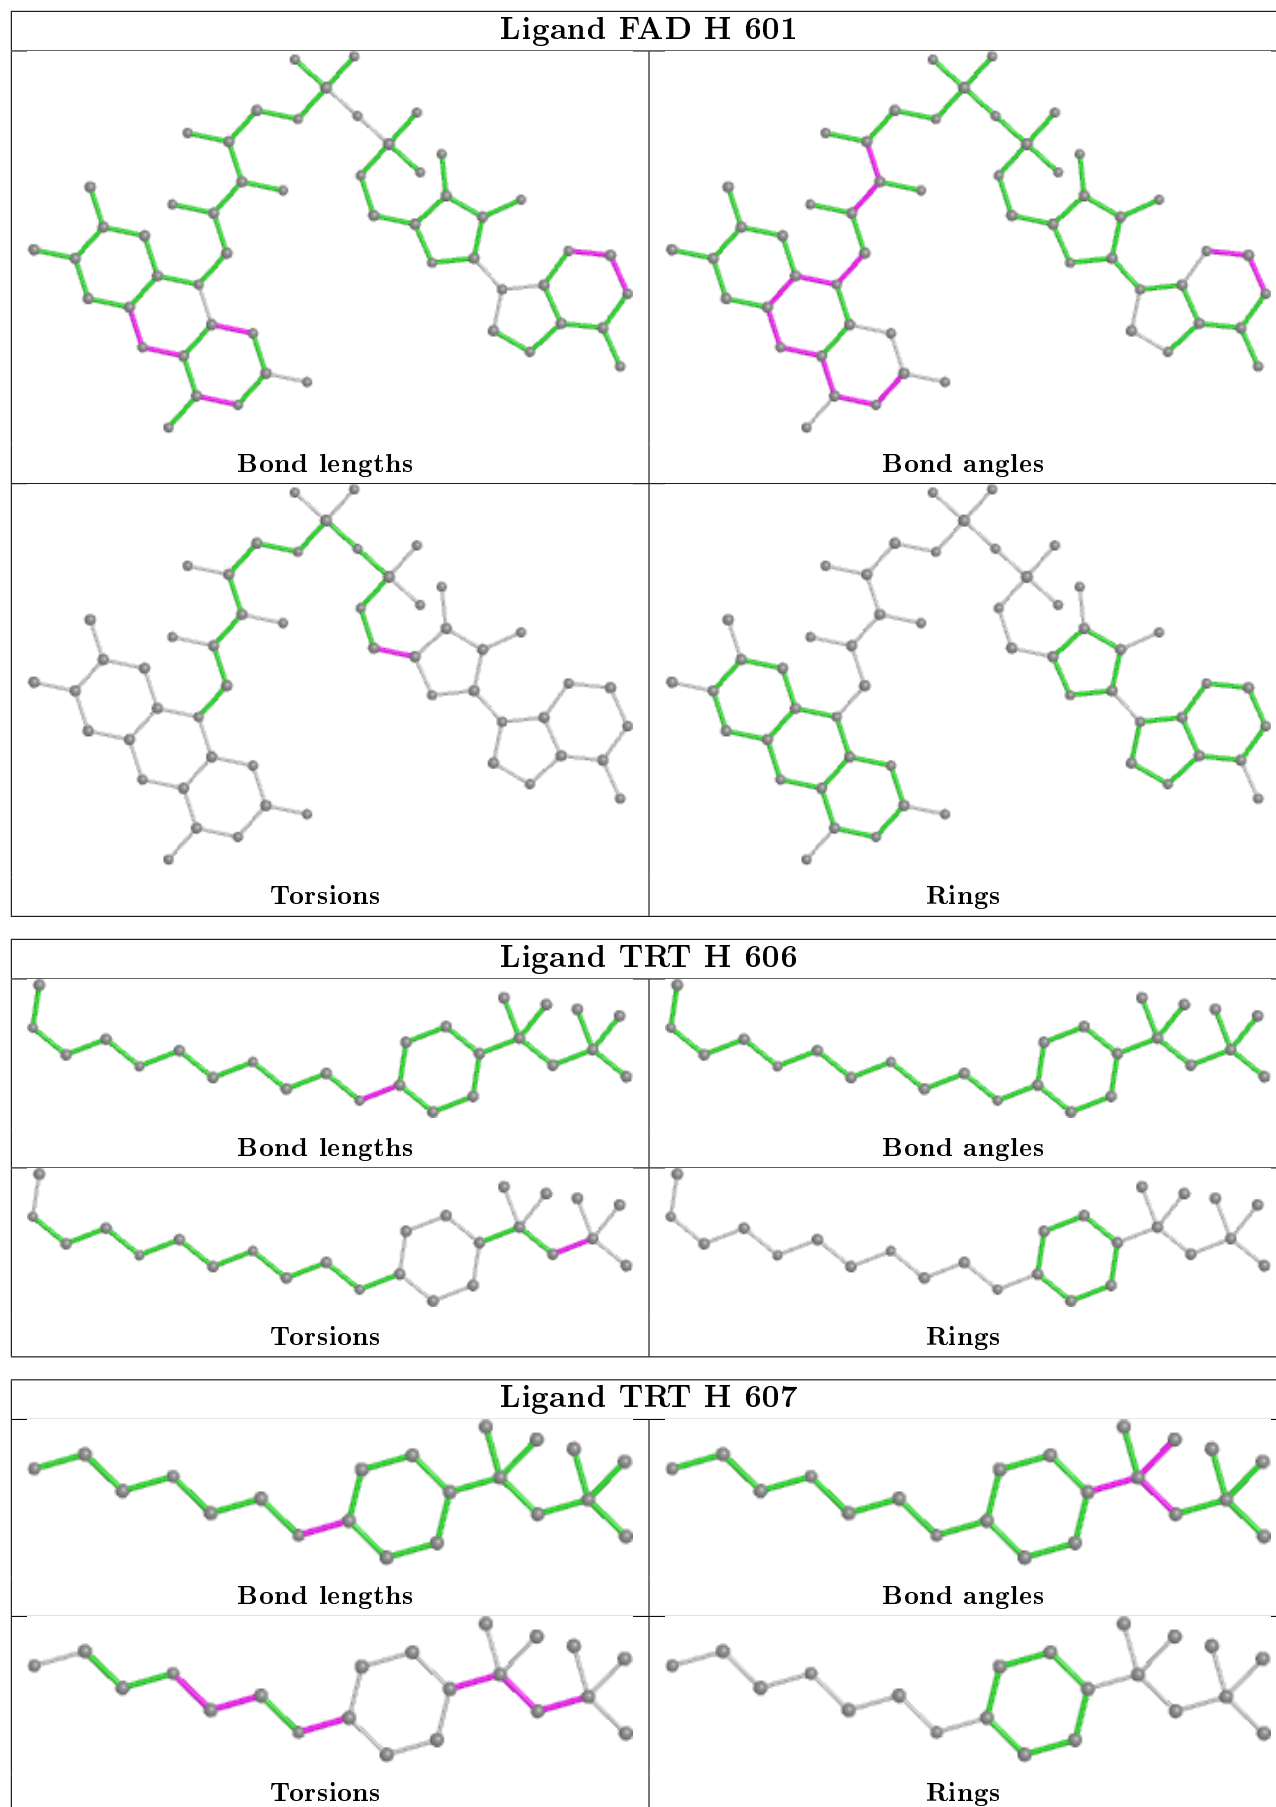 Ligand FAD H 601
Bond lengths
Bond angles
Torsions
Rings
Ligand TRT H 606
Bond lengths
Bond angles
Torsions
Rings
Ligand TRT H 607
Bond lengths
Bond angles
Torsions
Rings